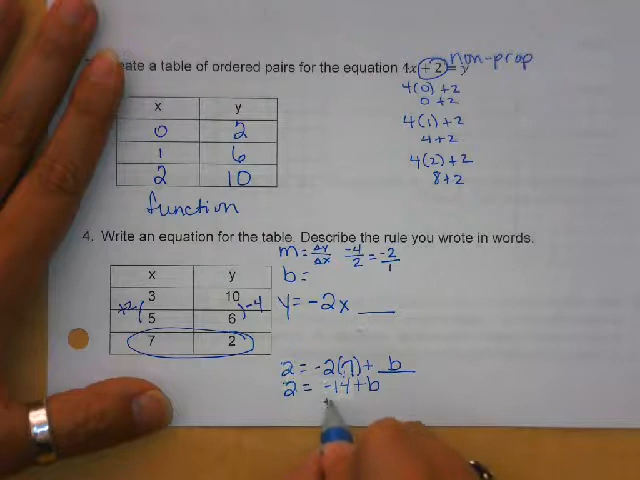 eate a table of ordered pairs for the equation 4x + 2 = y non-prop
x y
0 2
1 6
2 10
4(0) +2
0 +2
4(1) +2
4 +2
4(2) +2
8 +2
function
4. Write an equation for the table. Describe the rule you wrote in words.
x y
3 10
5 6
7 2
-4
m = ΔY/ΔX -4/2 = -2/1
b =
y = -2x ___
2 = -2(7) + b
2 = -14 + b
+